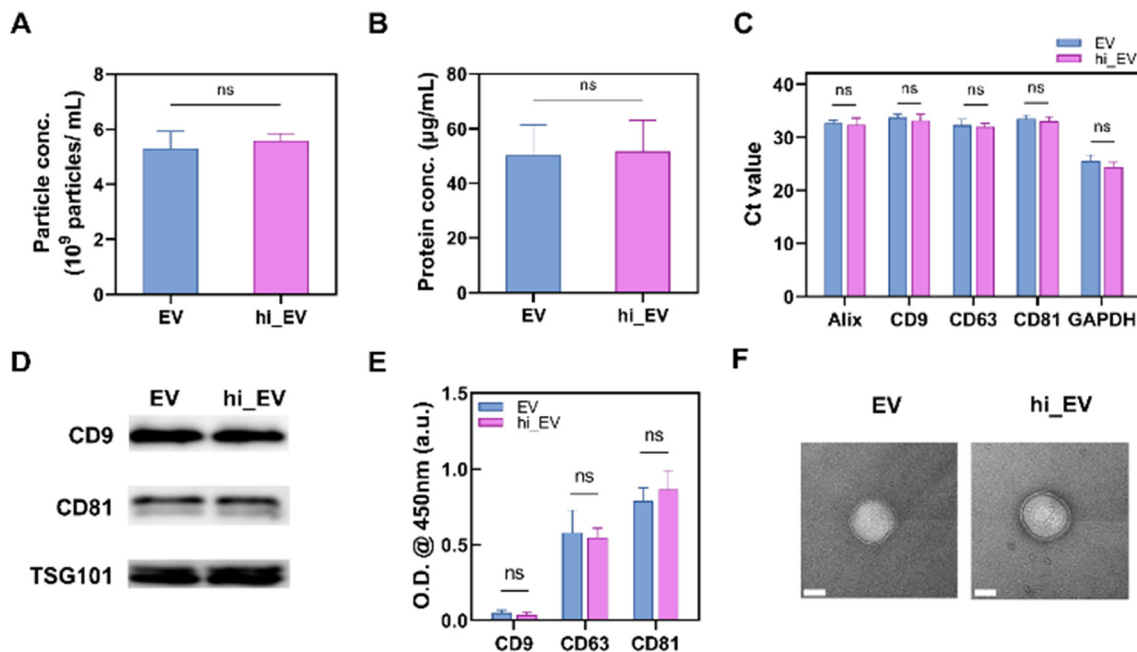 A
Particle conc.
(10⁹ particles/ mL)
8
6
4
2
0
ns
EV
hi_EV
B
Protein conc. (µg/mL)
80
60
40
20
0
ns
EV
hi_EV
C
EV
hi_EV
Ct value
40
30
20
10
0
ns
ns
ns
ns
ns
Alix
CD9
CD63
CD81
GAPDH
D
EV
hi_EV
CD9
CD81
TSG101
E
O.D. @ 450nm (a.u.)
1.5
1.0
0.5
0.0
EV
hi_EV
ns
ns
ns
CD9
CD63
CD81
F
EV
hi_EV